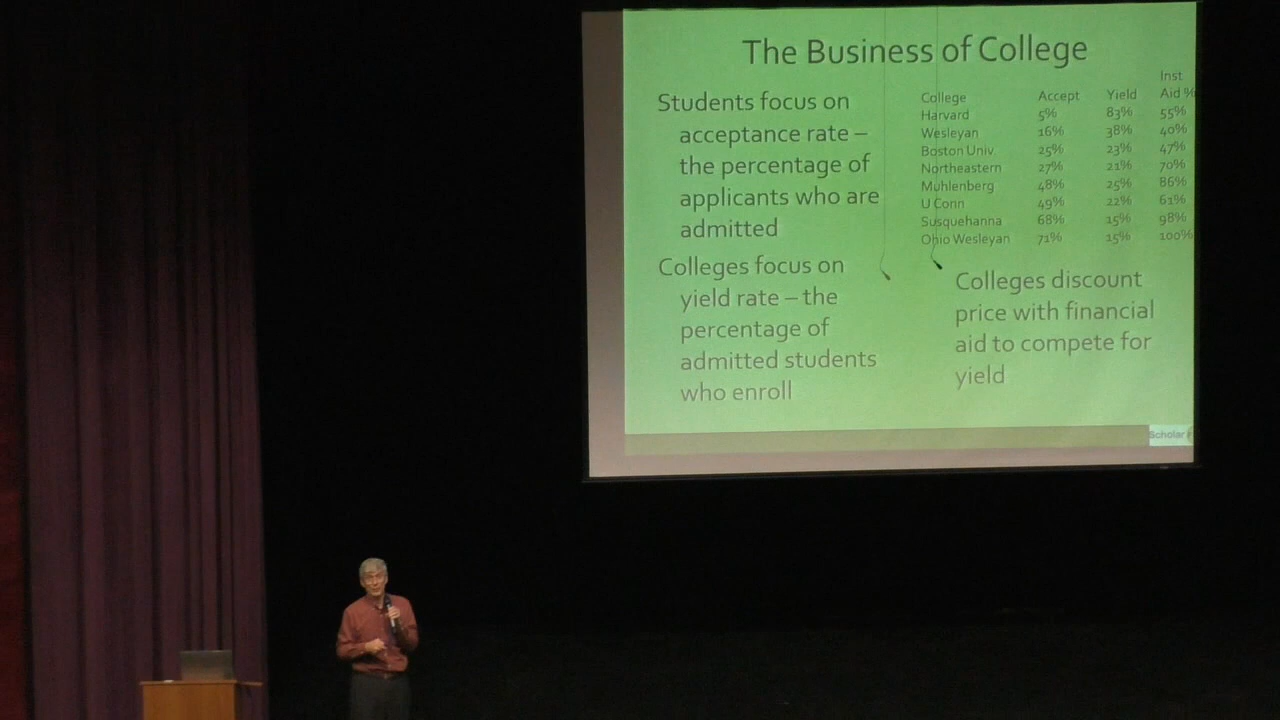 The Business of College
Students focus on
acceptance rate –
the percentage of
applicants who are
admitted
Colleges focus on
yield rate – the
percentage of
admitted students
who enroll
Inst
College Accept Yield Aid %
Harvard 5% 83% 55%
Wesleyan 16% 38% 40%
Boston Univ. 25% 23% 47%
Northeastern 27% 21% 70%
Muhlenberg 48% 25% 86%
U Conn 49% 22% 61%
Susquehanna 68% 15% 98%
Ohio Wesleyan 71% 15% 100%
Colleges discount
price with financial
aid to compete for
yield
Scholar